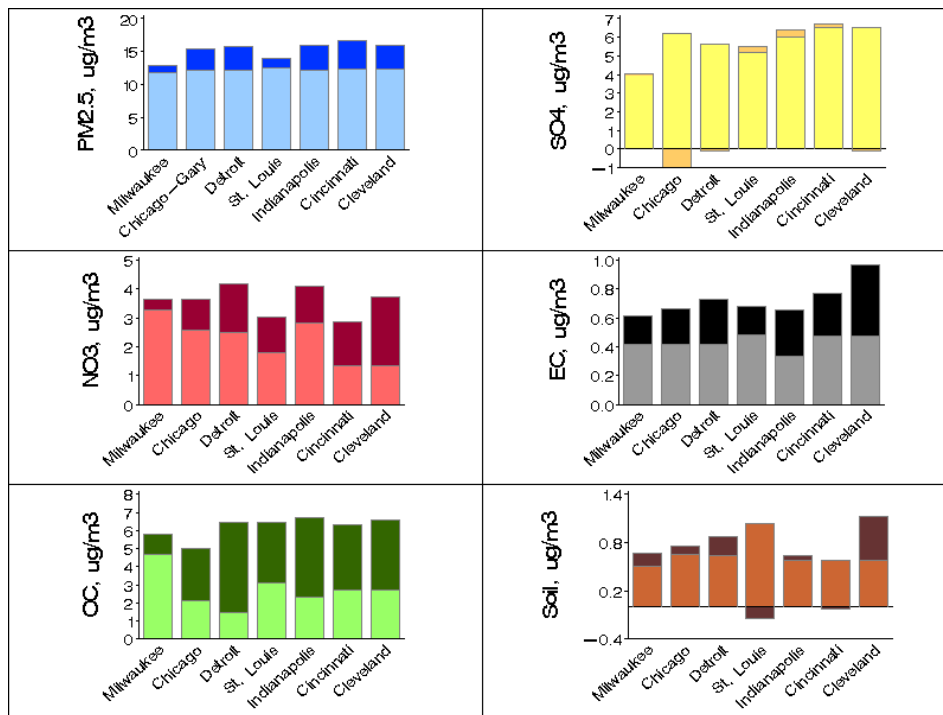 PM2.5, ug/m3
20
15
10
5
0
Milwaukee
Chicago-Gary
Detroit
St. Louis
Indianapolis
Cincinnati
Cleveland
SO4, ug/m3
7
6
5
4
3
2
1
0
-1
Milwaukee
Chicago
Detroit
St. Louis
Indianapolis
Cincinnati
Cleveland
NO3, ug/m3
5
4
3
2
1
0
Milwaukee
Chicago
Detroit
St. Louis
Indianapolis
Cincinnati
Cleveland
EC, ug/m3
1.0
0.8
0.6
0.4
0.2
0.0
Milwaukee
Chicago
Detroit
St. Louis
Indianapolis
Cincinnati
Cleveland
OC, ug/m3
8
7
6
5
4
3
2
1
0
Milwaukee
Chicago
Detroit
St. Louis
Indianapolis
Cincinnati
Cleveland
Soil, ug/m3
1.4
0.8
0.2
-0.4
Milwaukee
Chicago
Detroit
St. Louis
Indianapolis
Cincinnati
Cleveland